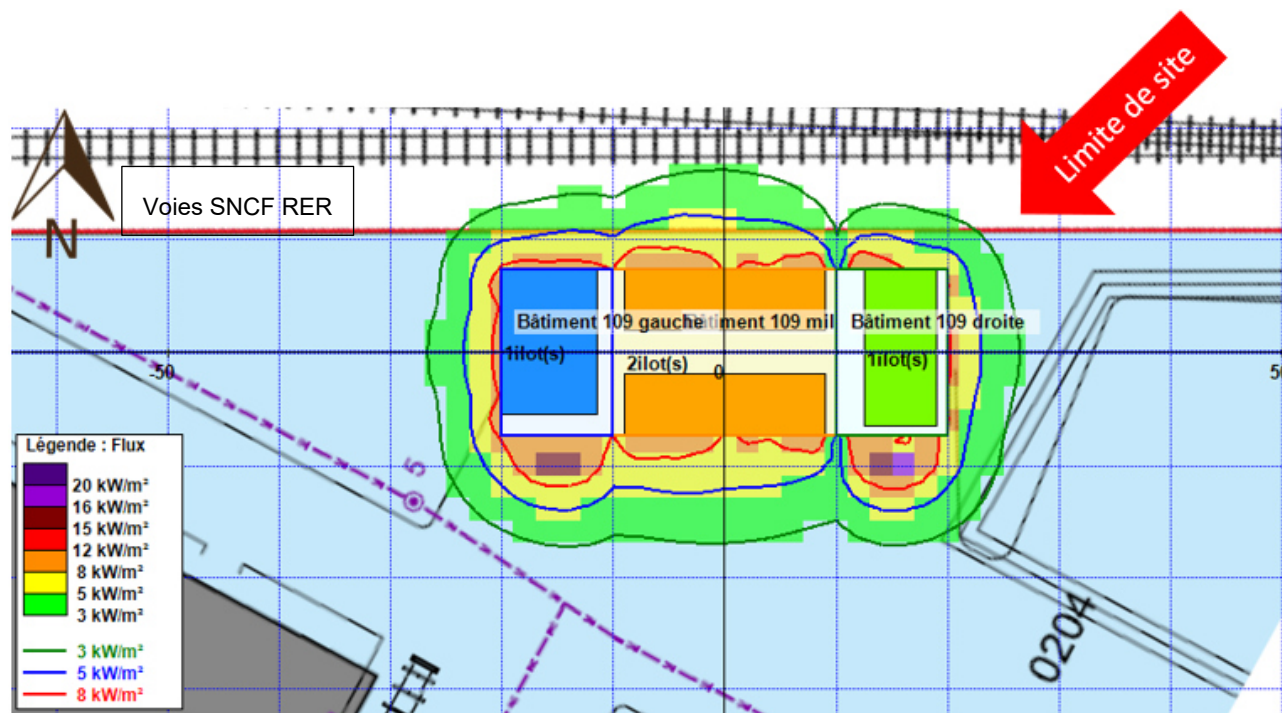 Limite de site
Voies SNCF RER
N
Bâtiment 109 gauche
Bâtiment 109 mil
Bâtiment 109 droite
1ilot(s)
2ilot(s)
1ilot(s)
-50
0
50
5
0204
Légende : Flux
20 kW/m²
16 kW/m²
15 kW/m²
12 kW/m²
8 kW/m²
5 kW/m²
3 kW/m²
3 kW/m²
5 kW/m²
8 kW/m²